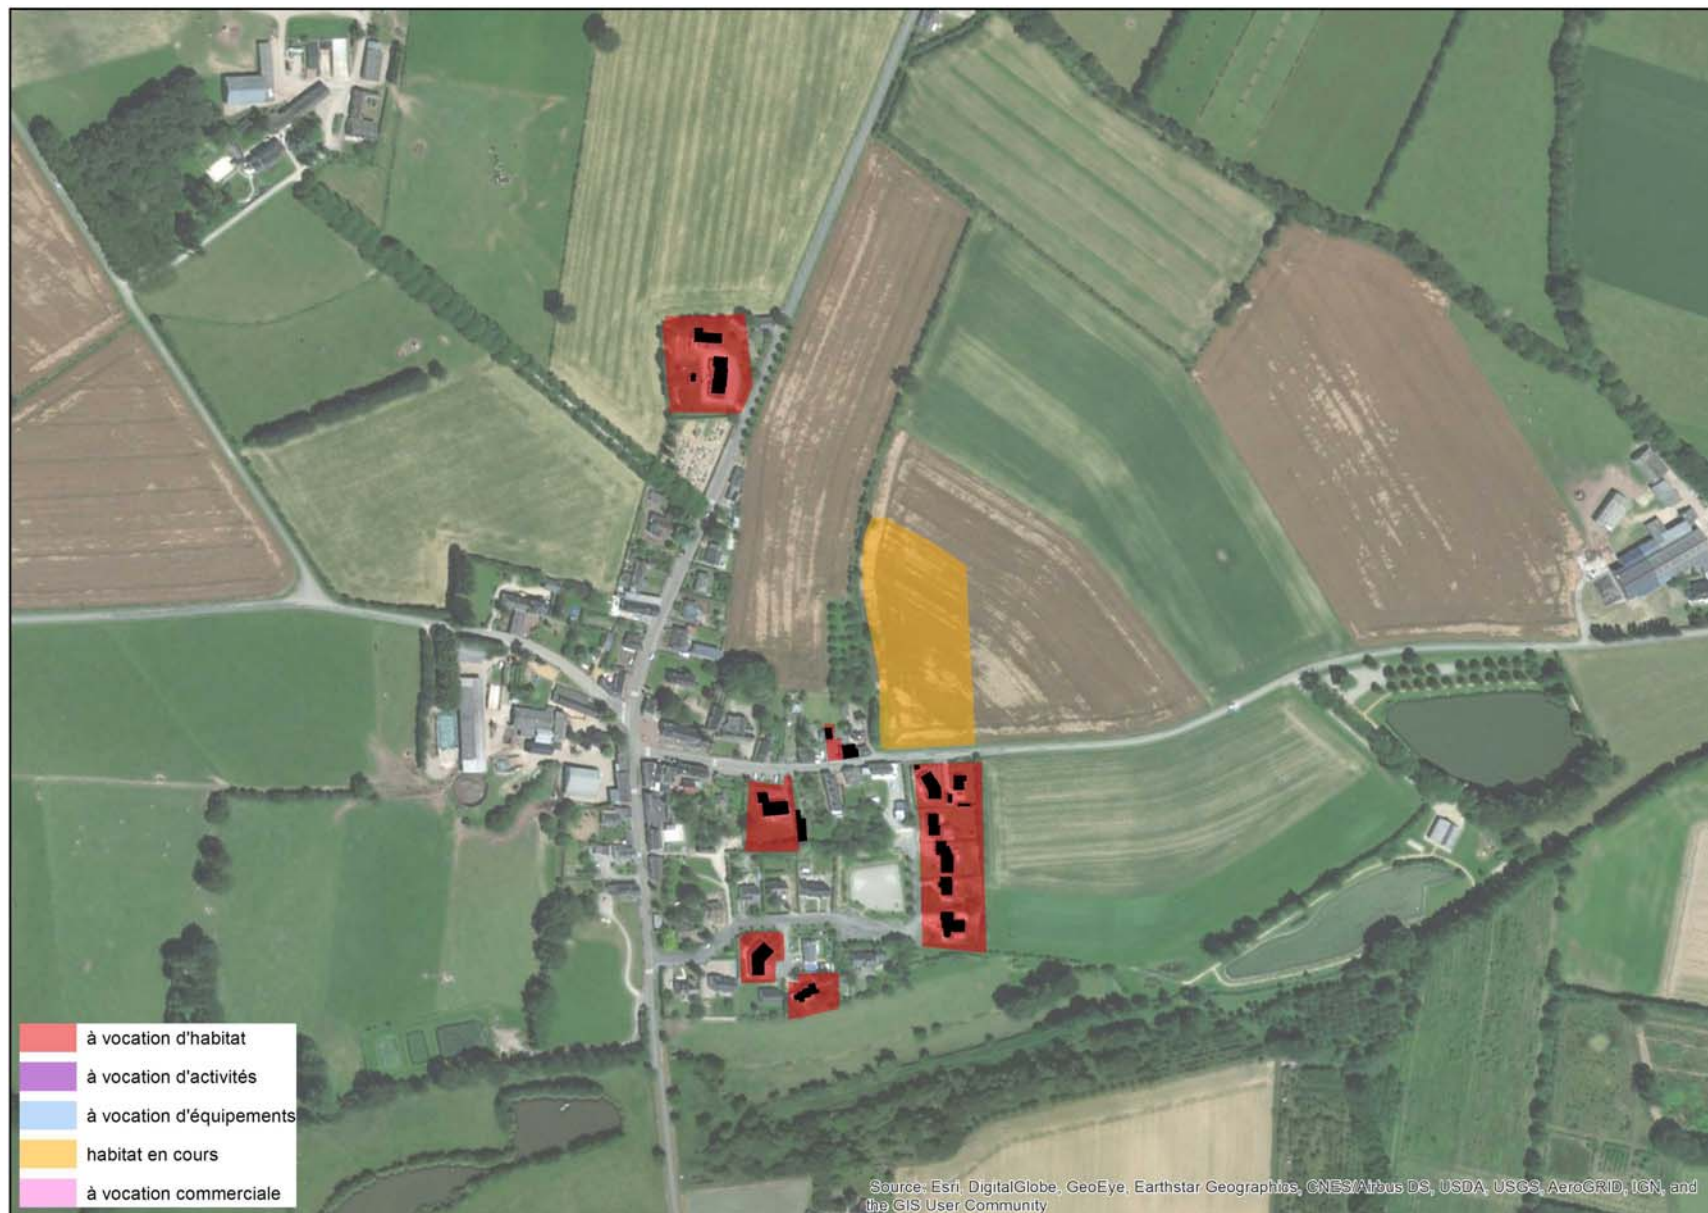 à vocation d'habitat
à vocation d'activités
à vocation d'équipements
habitat en cours
à vocation commerciale
Source: Esri, DigitalGlobe, GeoEye, Earthstar Geographics, CNES/Airbus DS, USDA, USGS, AeroGRID, IGN, and
the GIS User Community